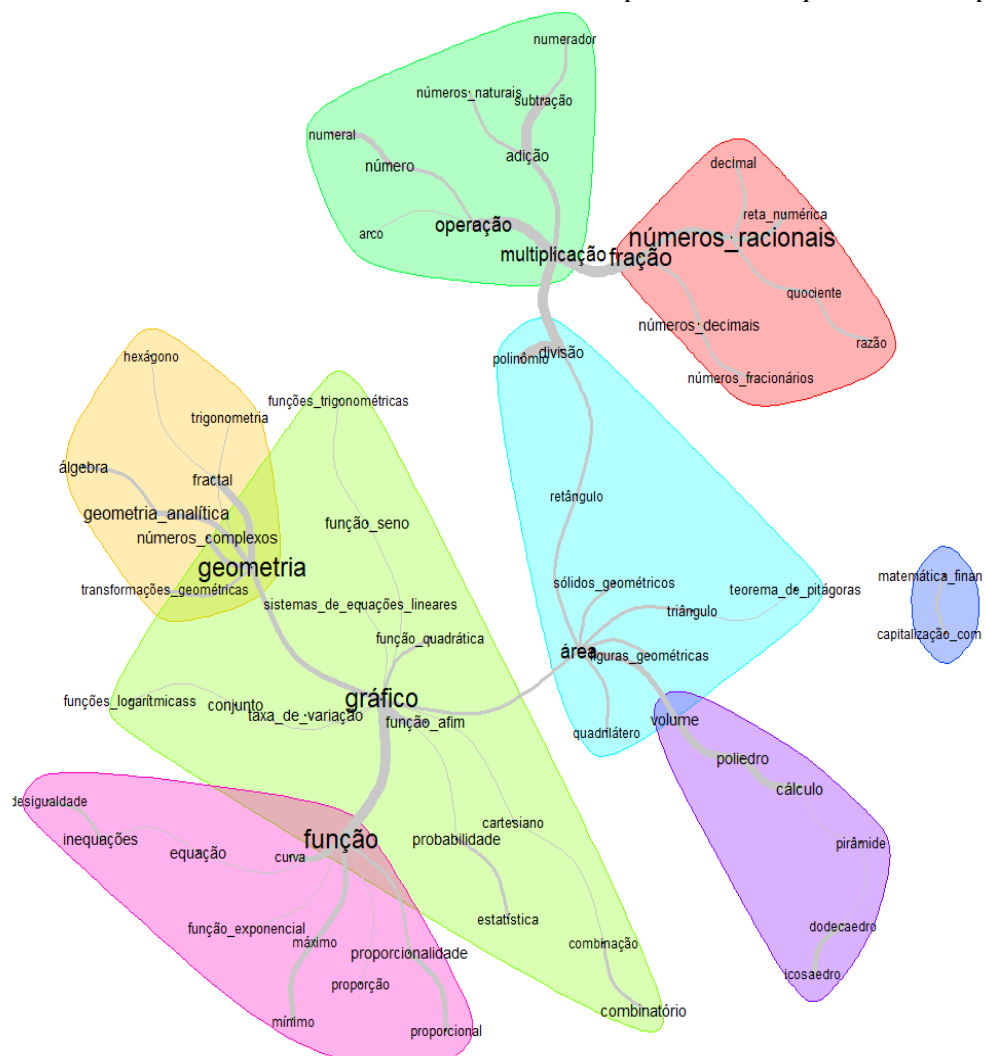 numerador
números_naturais
subtração
numeral
adição
número
decimal
reta_numérica
arco
operação
números_racionais
multiplicação
fração
quociente
números_decimais
razão
polinômio
divisão
números_fracionários
hexágono
funções_trigonométricas
trigonometria
álgebra
fractal
retângulo
geometria_analítica
função_seno
números_complexos
geometria
matemática_finan
transformações_geométricas
sólidos_geométricos
teorema_de_pitágoras
sistemas_de_equações_lineares
triângulo
capitalização_com
função_quadrática
área
figuras_geométricas
funções_logarítmicass
conjunto
gráfico
taxa_de_variação
função_afim
volume
quadrilátero
poliedro
cálculo
desigualdade
cartesiano
inequações
função
probabilidade
pirâmide
equação
curva
estatística
dodecaedro
função_exponencial
máximo
combinação
proporcionalidade
icosaedro
proporção
combinatório
mínimo
proporcional